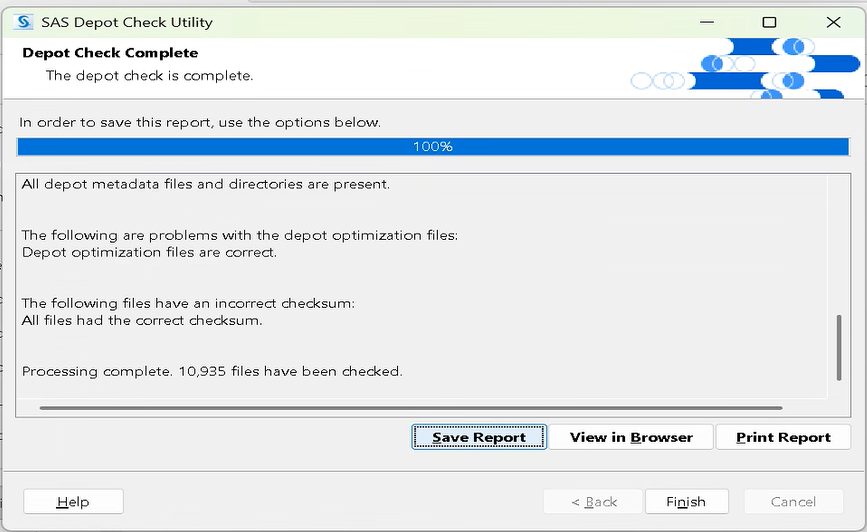 SAS Depot Check Utility
Depot Check Complete
The depot check is complete.
In order to save this report, use the options below.
100%
All depot metadata files and directories are present.
The following are problems with the depot optimization files:
Depot optimization files are correct.
The following files have an incorrect checksum:
All files had the correct checksum.
Processing complete. 10,935 files have been checked.
Save Report View in Browser Print Report
Help < Back Finish Cancel